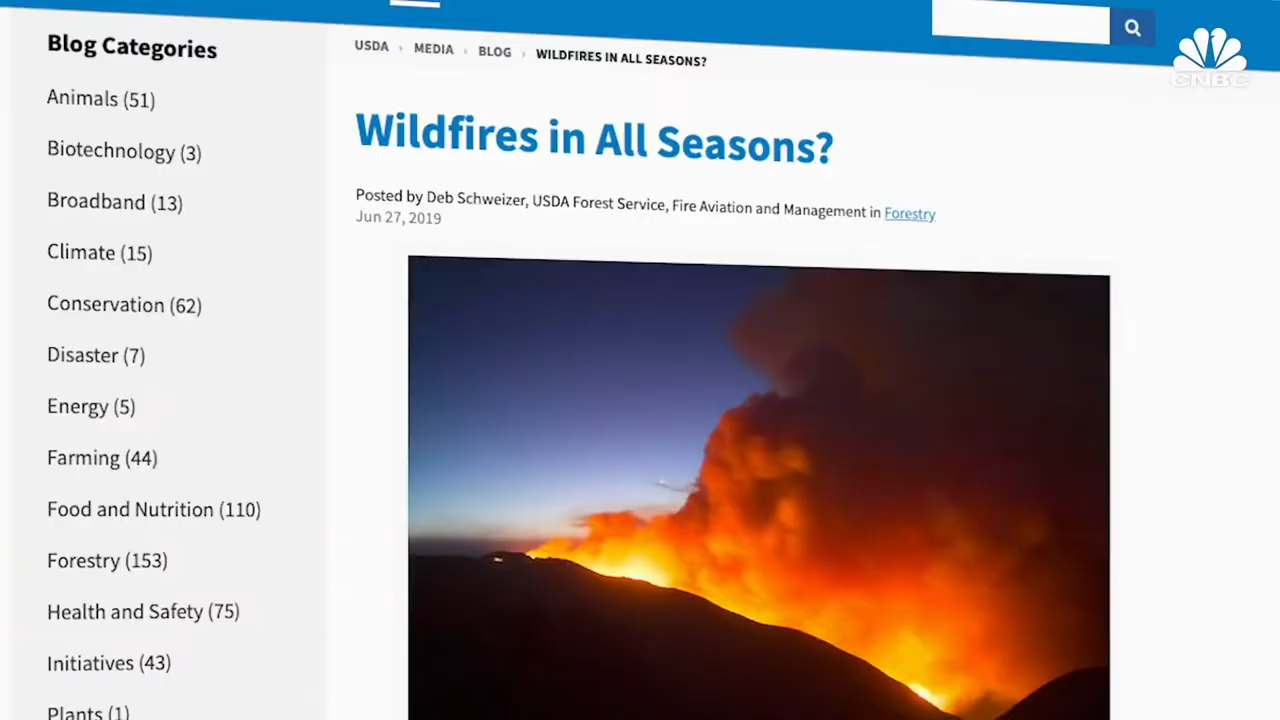 Blog Categories
Animals (51)
Biotechnology (3)
Broadband (13)
Climate (15)
Conservation (62)
Disaster (7)
Energy (5)
Farming (44)
Food and Nutrition (110)
Forestry (153)
Health and Safety (75)
Initiatives (43)
Plants (1)
USDA › MEDIA › BLOG › WILDFIRES IN ALL SEASONS?
Wildfires in All Seasons?
Posted by Deb Schweizer, USDA Forest Service, Fire Aviation and Management in Forestry
Jun 27, 2019
CNBC